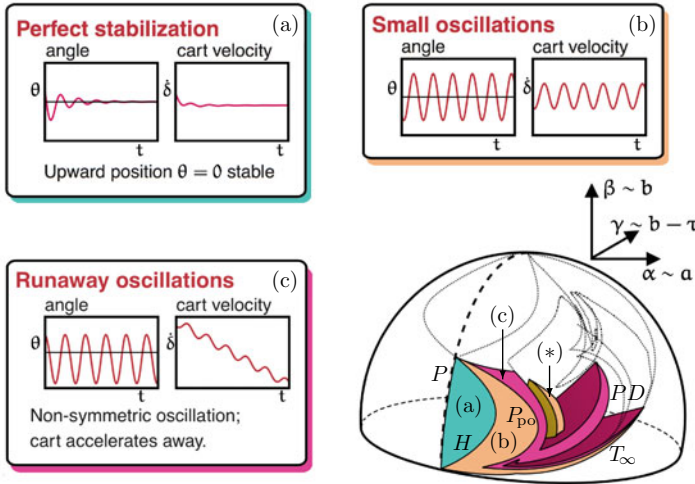 Perfect stabilization (a)
angle cart velocity
θ δ̇
t t
Upward position θ = 0 stable
Small oscillations (b)
angle cart velocity
θ δ̇
t t
β ~ b
γ ~ b − τ
α ~ a
Runaway oscillations (c)
angle cart velocity
θ δ̇
t t
Non-symmetric oscillation;
cart accelerates away.
(c) (*)
P
(a) P_po PD
H (b)
T_∞